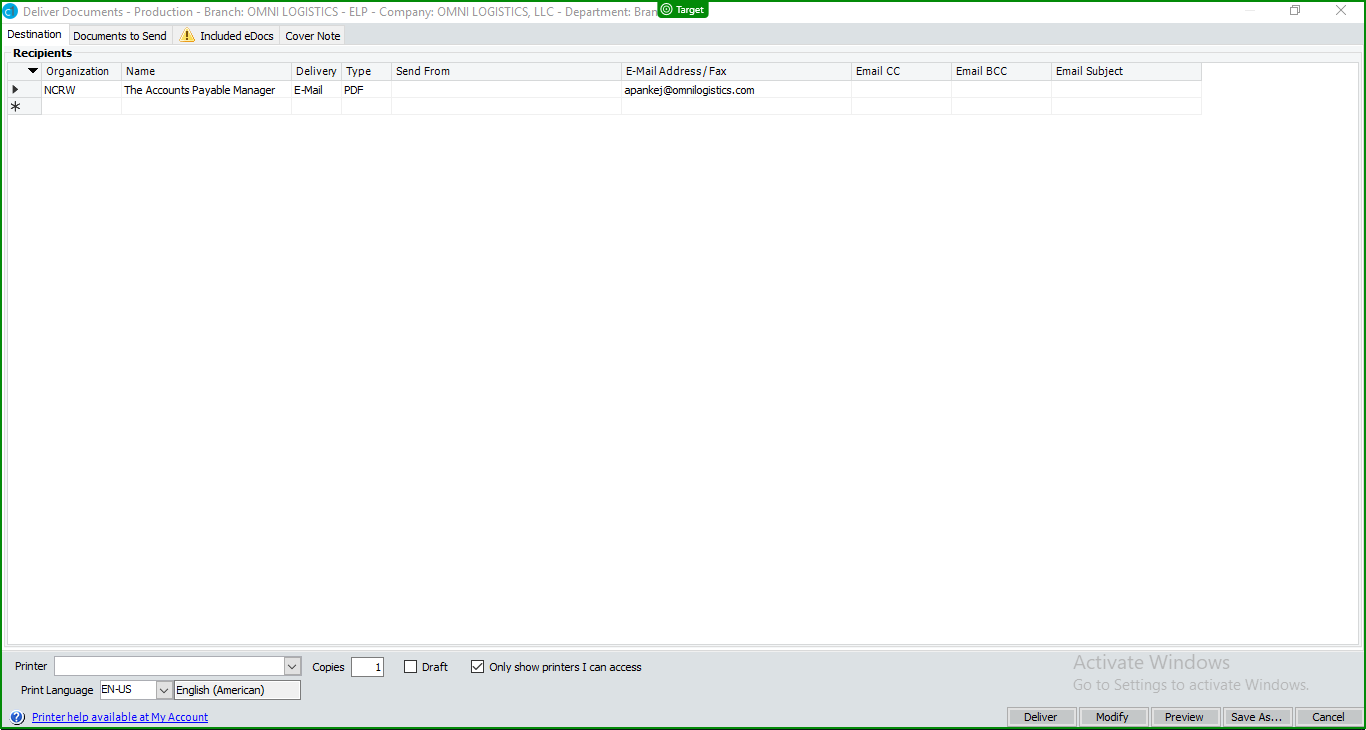 Deliver Documents - Production - Branch: OMNI LOGISTICS - ELP - Company: OMNI LOGISTICS, LLC - Department: Bran
Target
Destination Documents to Send Included eDocs Cover Note
Recipients
Organization Name Delivery Type Send From E-Mail Address/Fax Email CC Email BCC Email Subject
NCRW The Accounts Payable Manager E-Mail PDF apankej@omnilogistics.com
Printer Copies 1 Draft Only show printers I can access
Activate Windows
Print Language EN-US English (American)
Go to Settings to activate Windows.
Printer help available at My Account
Deliver Modify Preview Save As... Cancel